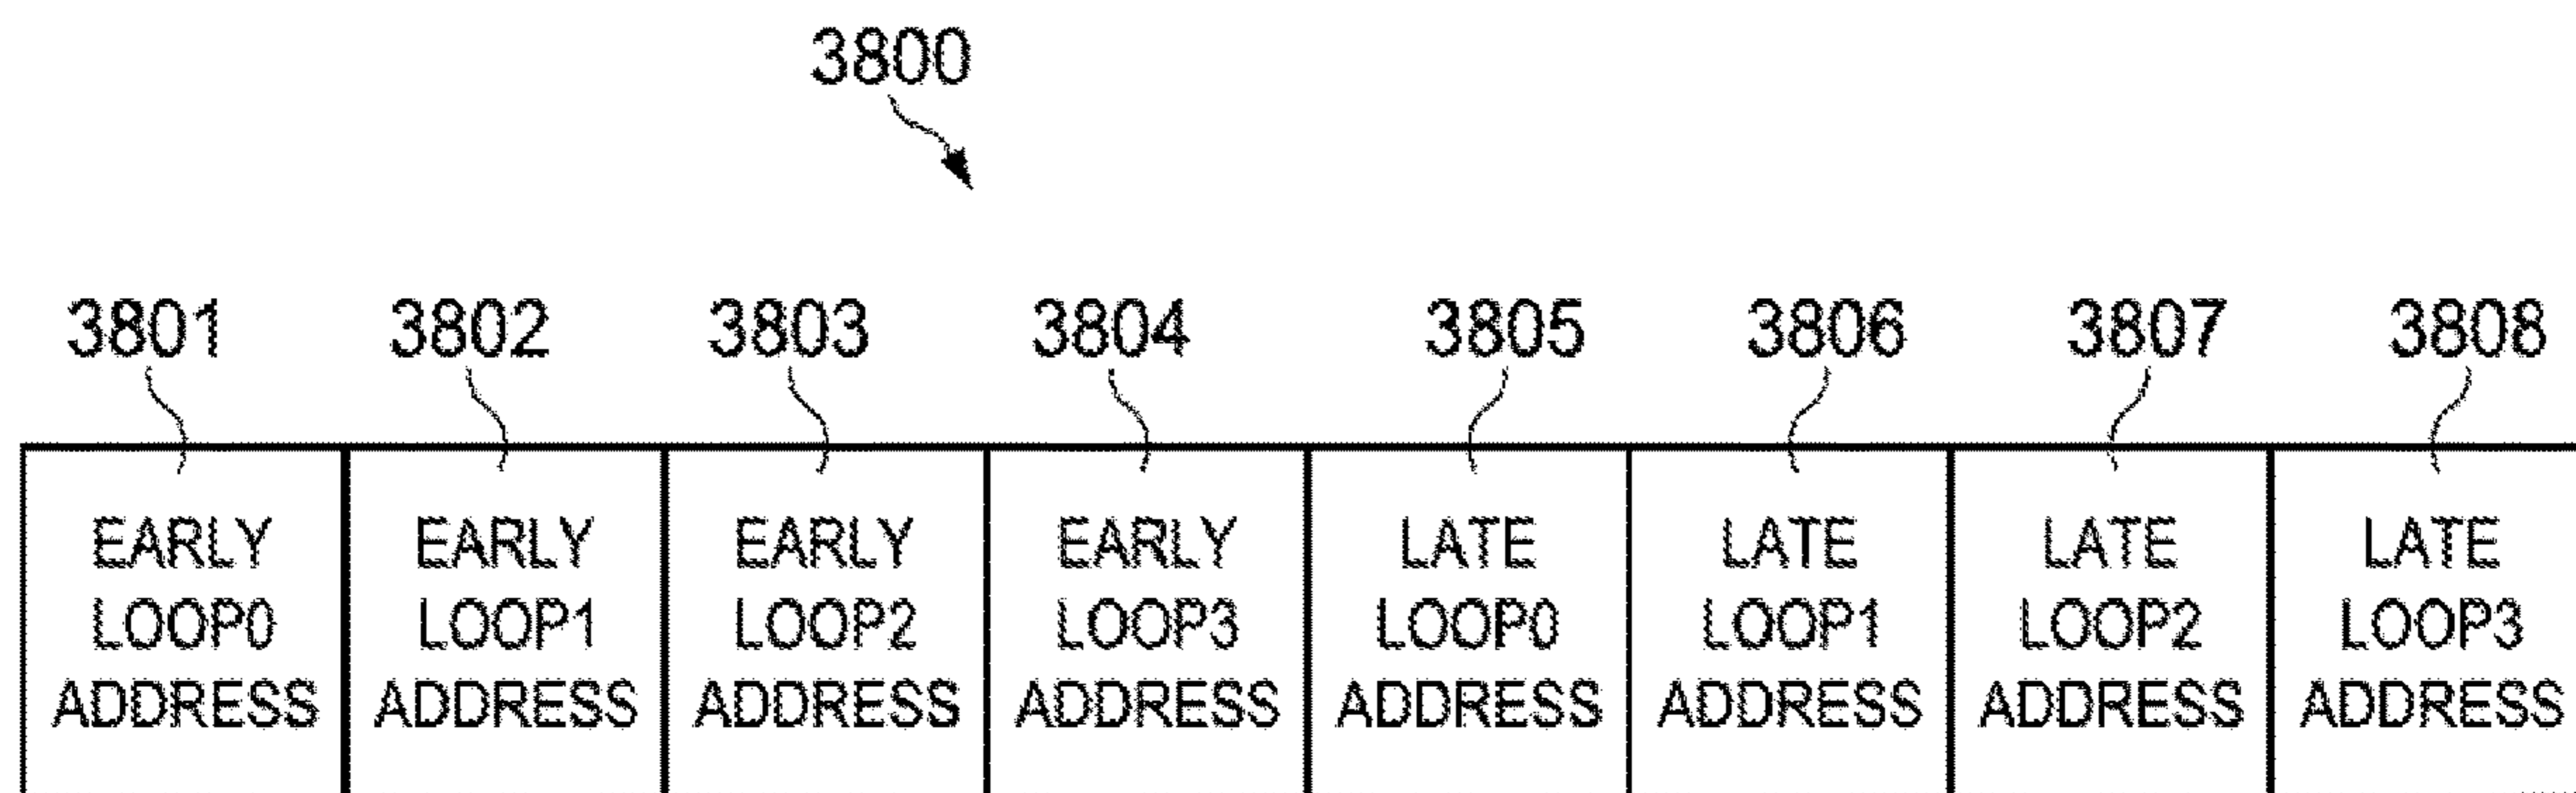 3800
3801 3802 3803 3804 3805 3806 3807 3808
EARLY EARLY EARLY EARLY LATE LATE LATE LATE
LOOP0 LOOP1 LOOP2 LOOP3 LOOP0 LOOP1 LOOP2 LOOP3
ADDRESS ADDRESS ADDRESS ADDRESS ADDRESS ADDRESS ADDRESS ADDRESS